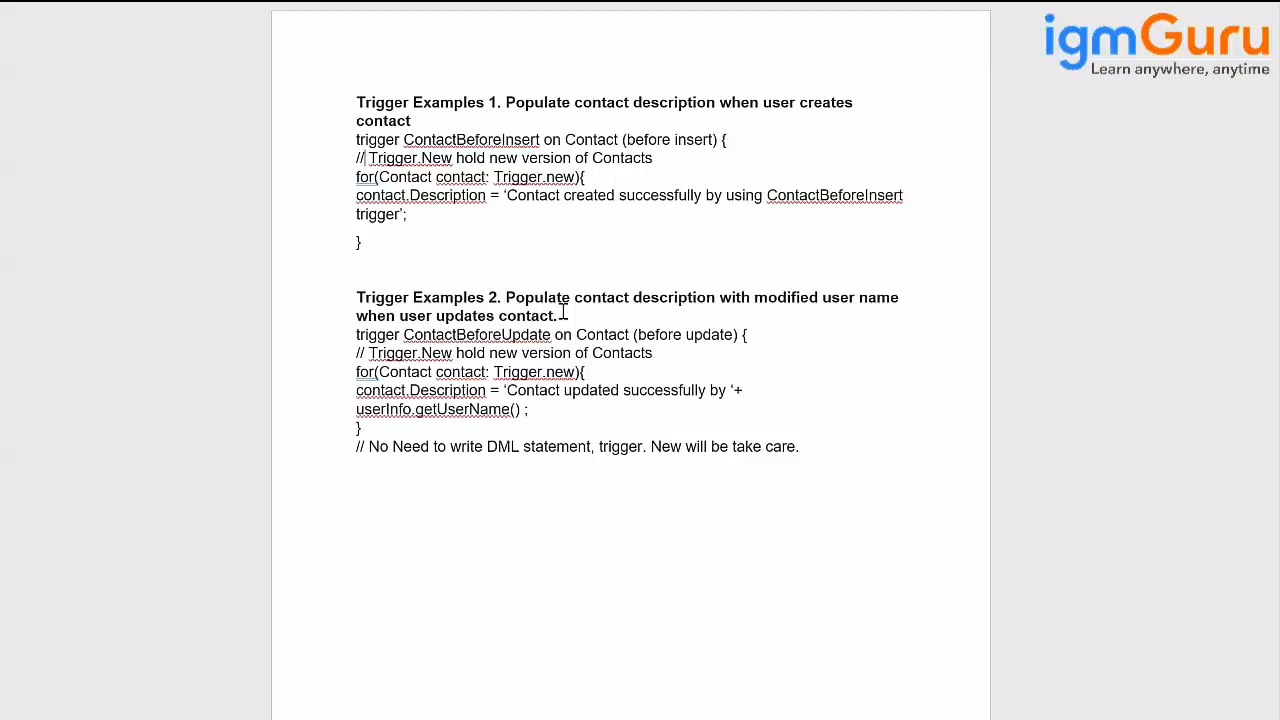 igmGuru
Learn anywhere, anytime
Trigger Examples 1. Populate contact description when user creates
contact
trigger ContactBeforeInsert on Contact (before insert) {
// Trigger.New hold new version of Contacts
for(Contact contact: Trigger.new){
contact.Description = ‘Contact created successfully by using ContactBeforeInsert
trigger’;
}
Trigger Examples 2. Populate contact description with modified user name
when user updates contact.
trigger ContactBeforeUpdate on Contact (before update) {
// Trigger.New hold new version of Contacts
for(Contact contact: Trigger.new){
contact.Description = ‘Contact updated successfully by ‘+
userInfo.getUserName() ;
}
// No Need to write DML statement, trigger. New will be take care.